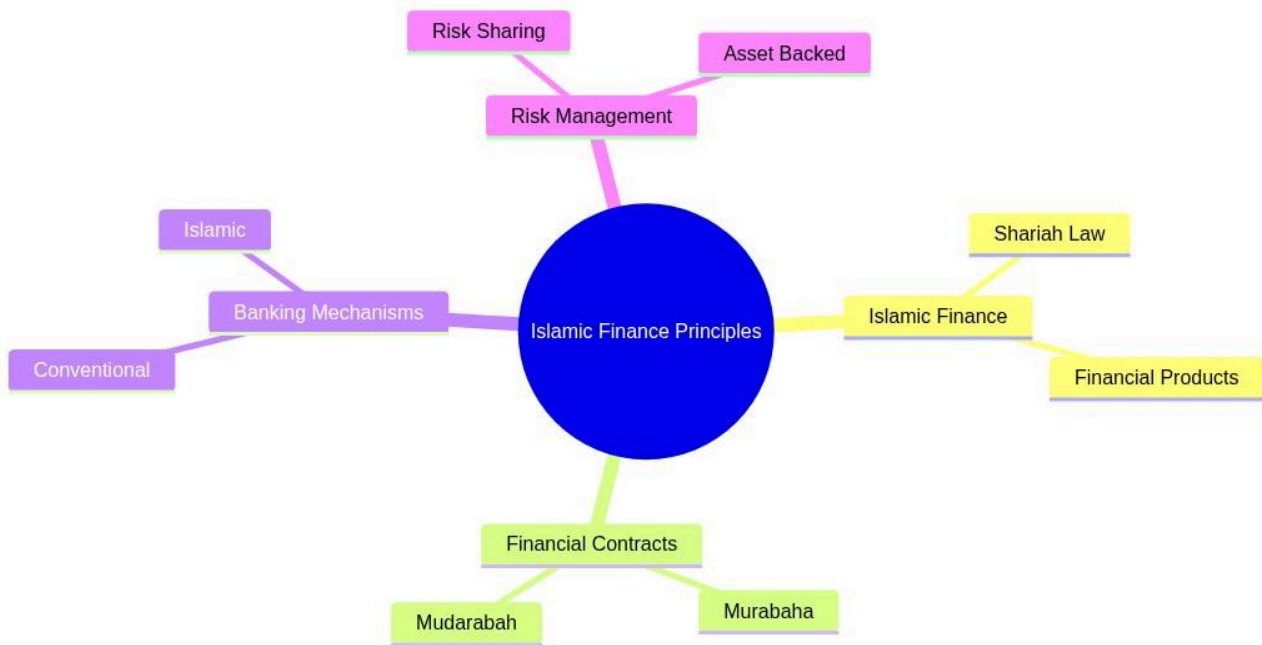 Risk Sharing
Asset Backed
Risk Management
Islamic
Shariah Law
Banking Mechanisms
Islamic Finance Principles
Islamic Finance
Conventional
Financial Products
Financial Contracts
Mudarabah
Murabaha